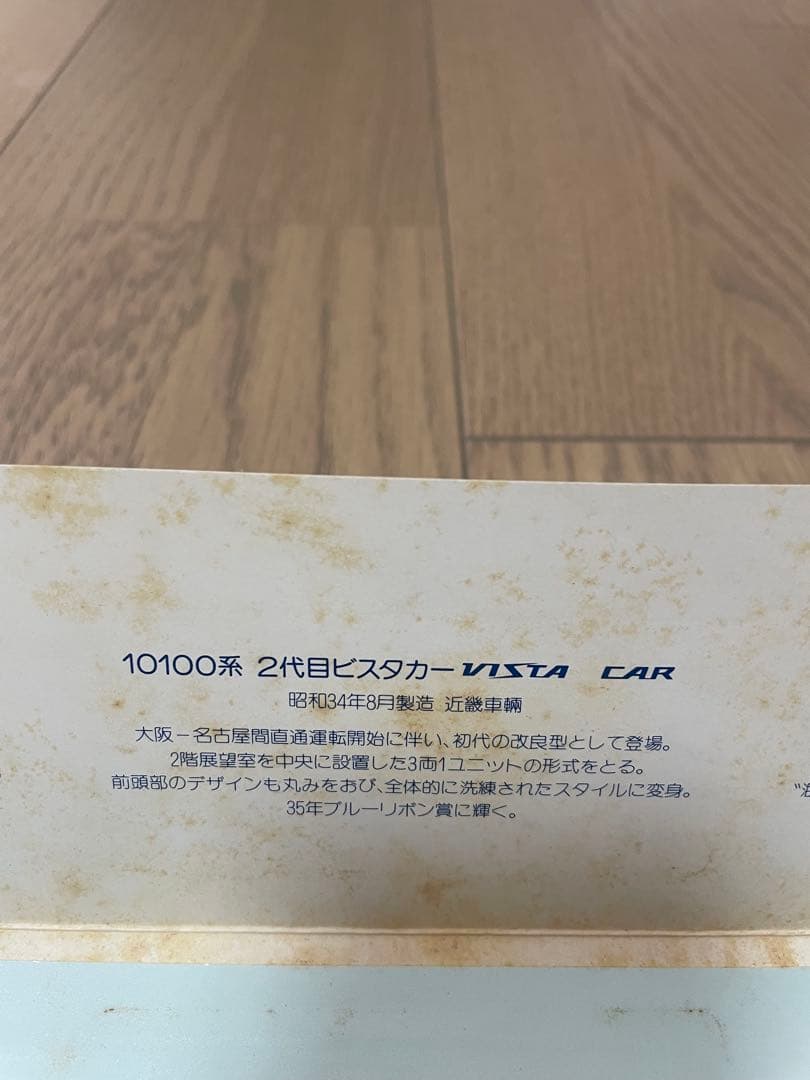 10100系 2代目ビスタカー VISTA CAR
昭和34年8月製造 近畿車輛
大阪－名古屋間直通運転開始に伴い、初代の改良型として登場。
2階展望室を中央に設置した3両1ユニットの形式をとる。
前頭部のデザインも丸みをおび、全体的に洗練されたスタイルに変身。
35年ブルーリボン賞に輝く。